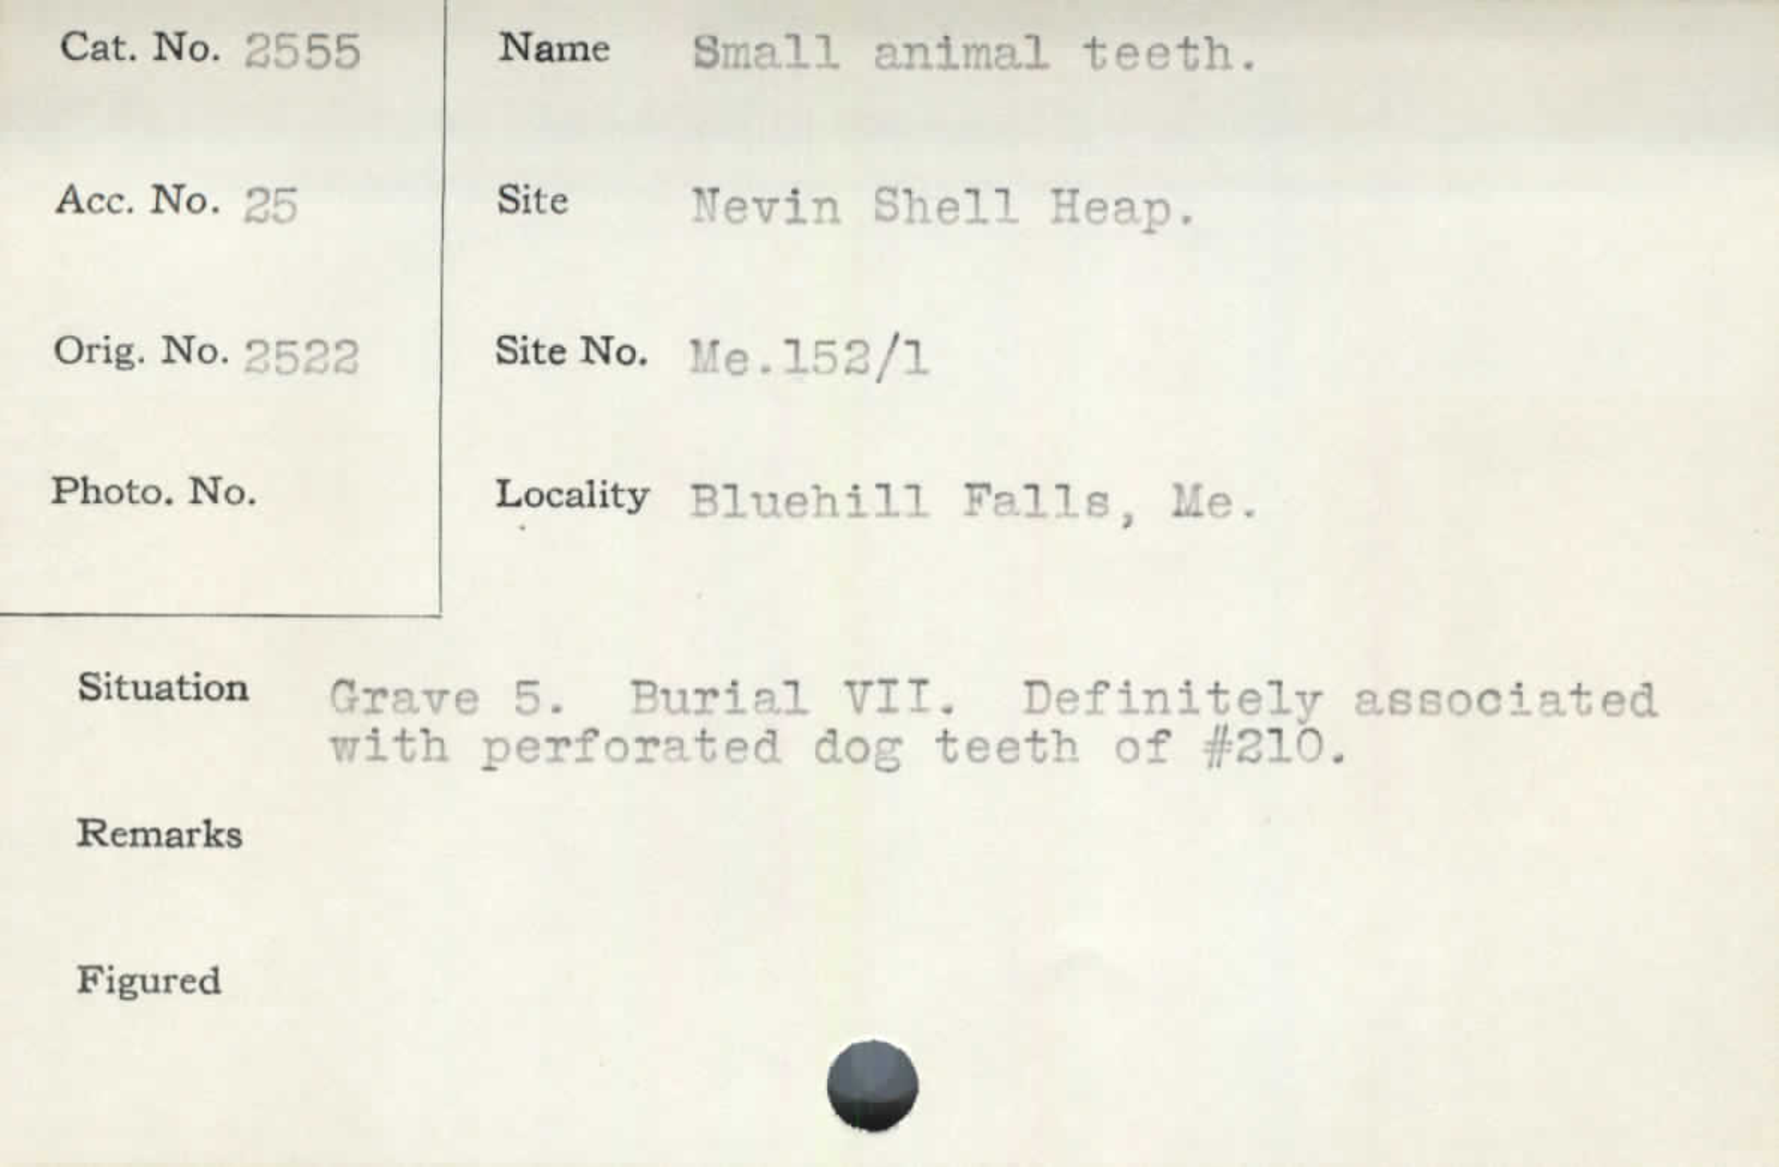 Cat. No. 2555
Acc. No. 25
Orig. No. 2522
Photo. No.
Name Small animal teeth.
Site Nevin Shell Heap.
Site No. Me.152/1
Locality Bluehill Falls, Me.
Situation Grave 5. Burial VII. Definitely associated
with perforated dog teeth of #210.
Remarks
Figured